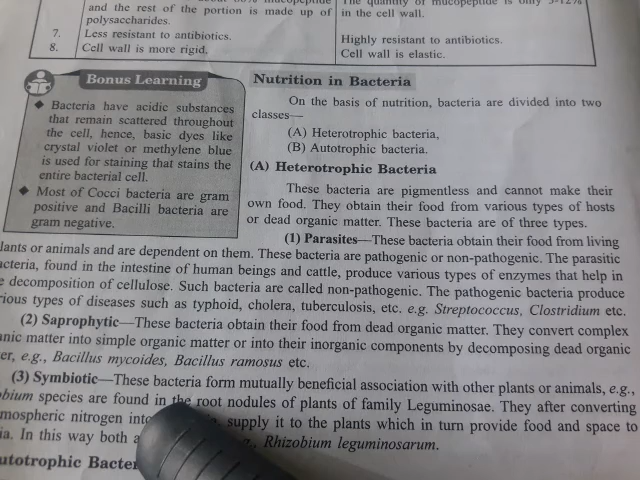 and the rest of the portion is made up of
polysaccharides.
The quantity of mucopeptide is only 5-12%
in the cell wall.
7. Less resistant to antibiotics. Highly resistant to antibiotics.
8. Cell wall is more rigid. Cell wall is elastic.
Bonus Learning
◆ Bacteria have acidic substances
that remain scattered throughout
the cell, hence, basic dyes like
crystal violet or methylene blue
is used for staining that stains the
entire bacterial cell.
◆ Most of Cocci bacteria are gram
positive and Bacilli bacteria are
gram negative.
Nutrition in Bacteria
On the basis of nutrition, bacteria are divided into two
classes—
(A) Heterotrophic bacteria,
(B) Autotrophic bacteria.
(A) Heterotrophic Bacteria
These bacteria are pigmentless and cannot make their
own food. They obtain their food from various types of hosts
or dead organic matter. These bacteria are of three types.
(1) Parasites—These bacteria obtain their food from living
lants or animals and are dependent on them. These bacteria are pathogenic or non-pathogenic. The parasitic
acteria, found in the intestine of human beings and cattle, produce various types of enzymes that help in
e decomposition of cellulose. Such bacteria are called non-pathogenic. The pathogenic bacteria produce
rious types of diseases such as typhoid, cholera, tuberculosis, etc. e.g. Streptococcus, Clostridium etc.
(2) Saprophytic—These bacteria obtain their food from dead organic matter. They convert complex
anic matter into simple organic matter or into their inorganic components by decomposing dead organic
er, e.g., Bacillus mycoides, Bacillus ramosus etc.
(3) Symbiotic—These bacteria form mutually beneficial association with other plants or animals, e.g.,
obium species are found in the root nodules of plants of family Leguminosae. They after converting
mospheric nitrogen into supply it to the plants which in turn provide food and space to
ia. In this way both a Rhizobium leguminosarum.
utotrophic Bacter